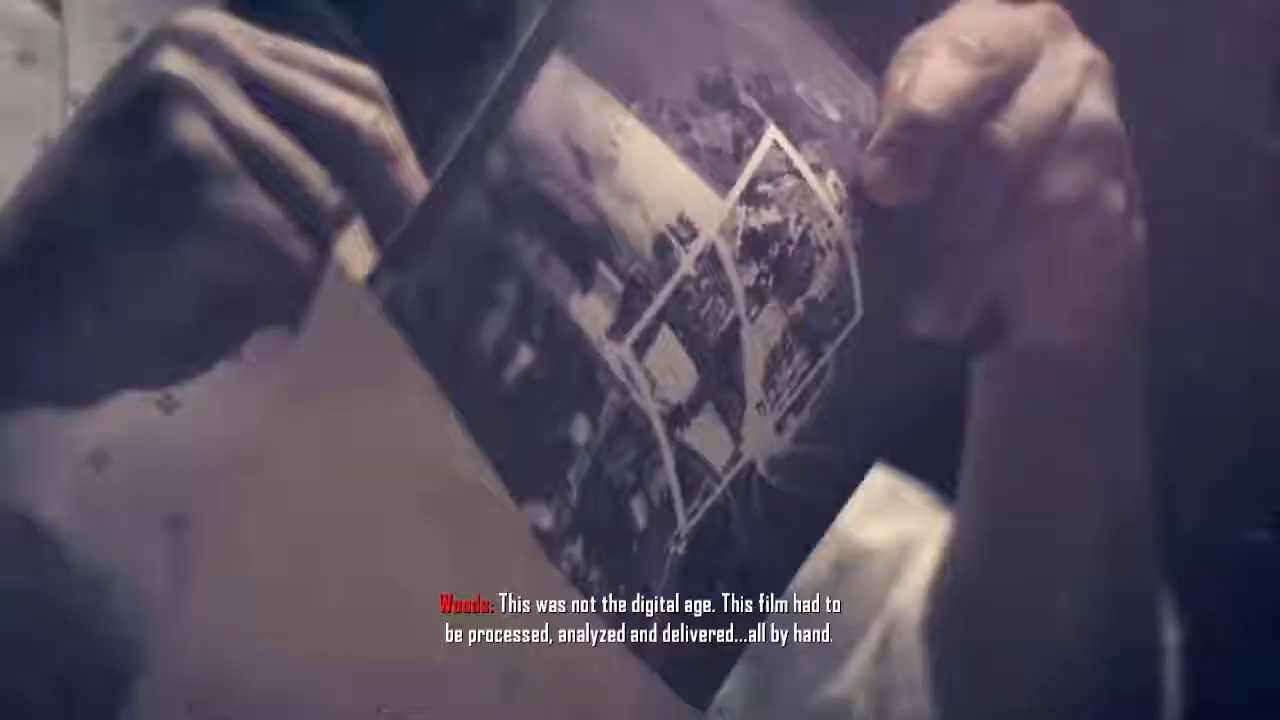 Woods: This was not the digital age. This film had to
be processed, analyzed and delivered...all by hand.